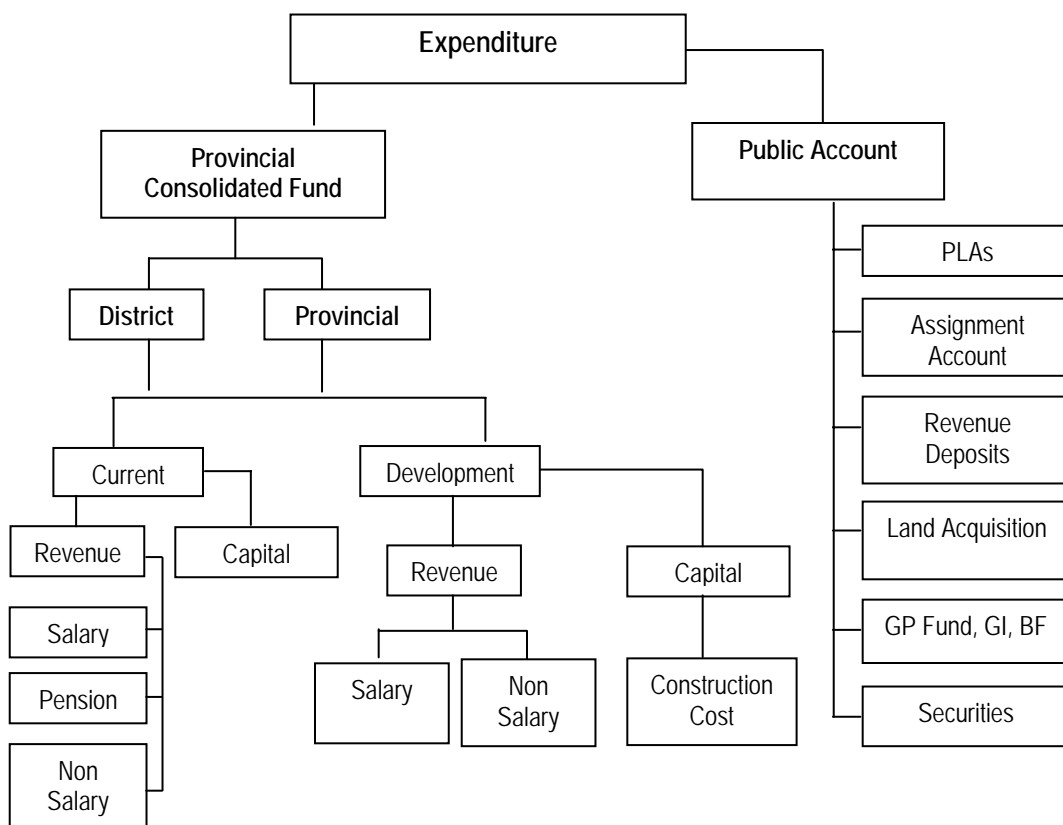 Expenditure
Provincial
Consolidated Fund
Public Account
PLAs
District
Provincial
Assignment
Account
Revenue
Deposits
Current
Development
Land Acquisition
Revenue
Capital
Revenue
Capital
Salary
GP Fund, GI, BF
Pension
Salary
Non
Salary
Construction
Cost
Securities
Non
Salary